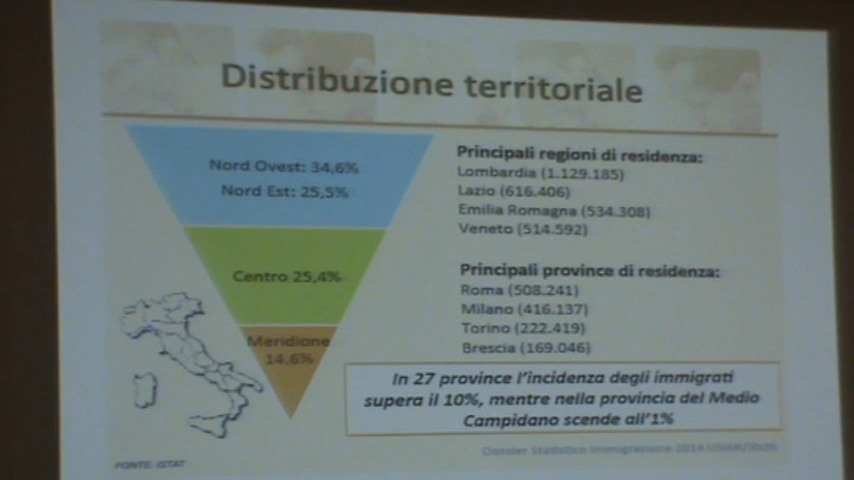 Distribuzione territoriale
Nord Ovest: 34,6%
Nord Est: 25,5%
Centro 25,4%
Meridione
14,6%
Principali regioni di residenza:
Lombardia (1.129.185)
Lazio (616.406)
Emilia Romagna (534.308)
Veneto (514.592)
Principali province di residenza:
Roma (508.241)
Milano (416.137)
Torino (222.419)
Brescia (169.046)
In 27 province l'incidenza degli immigrati
supera il 10%, mentre nella provincia del Medio
Campidano scende all'1%
Dossier Statistico Immigrazione 2014 UNAR/IDOS
FONTE: ISTAT